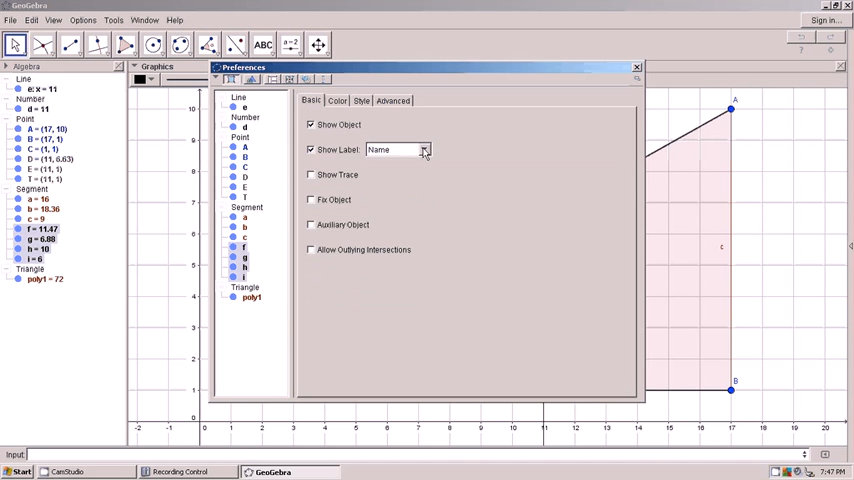 GeoGebra
File Edit View Options Tools Window Help
Sign in...
ABC
a=2
Algebra
Graphics
Line
e: x = 11
Number
d = 11
Point
A = (17, 10)
B = (17, 1)
C = (1, 1)
D = (11, 6.63)
E = (11, 1)
T = (11, 1)
Segment
a = 16
b = 18.36
c = 9
f = 11.47
g = 6.88
h = 10
i = 6
Triangle
poly1 = 72
Preferences
Line
e
Number
d
Point
A
B
C
D
E
T
Segment
a
b
c
f
g
h
i
Triangle
poly1
Basic Color Style Advanced
Show Object
Show Label: Name
Show Trace
Fix Object
Auxiliary Object
Allow Outlying Intersections
A
c
B
10
9
8
7
6
5
4
3
2
1
0
-2 -1 0 1 2 3 4 5 6 7 8 9 10 11 12 13 14 15 16 17 18 19 20
Input:
Start CamStudio Recording Control GeoGebra 7:47 PM